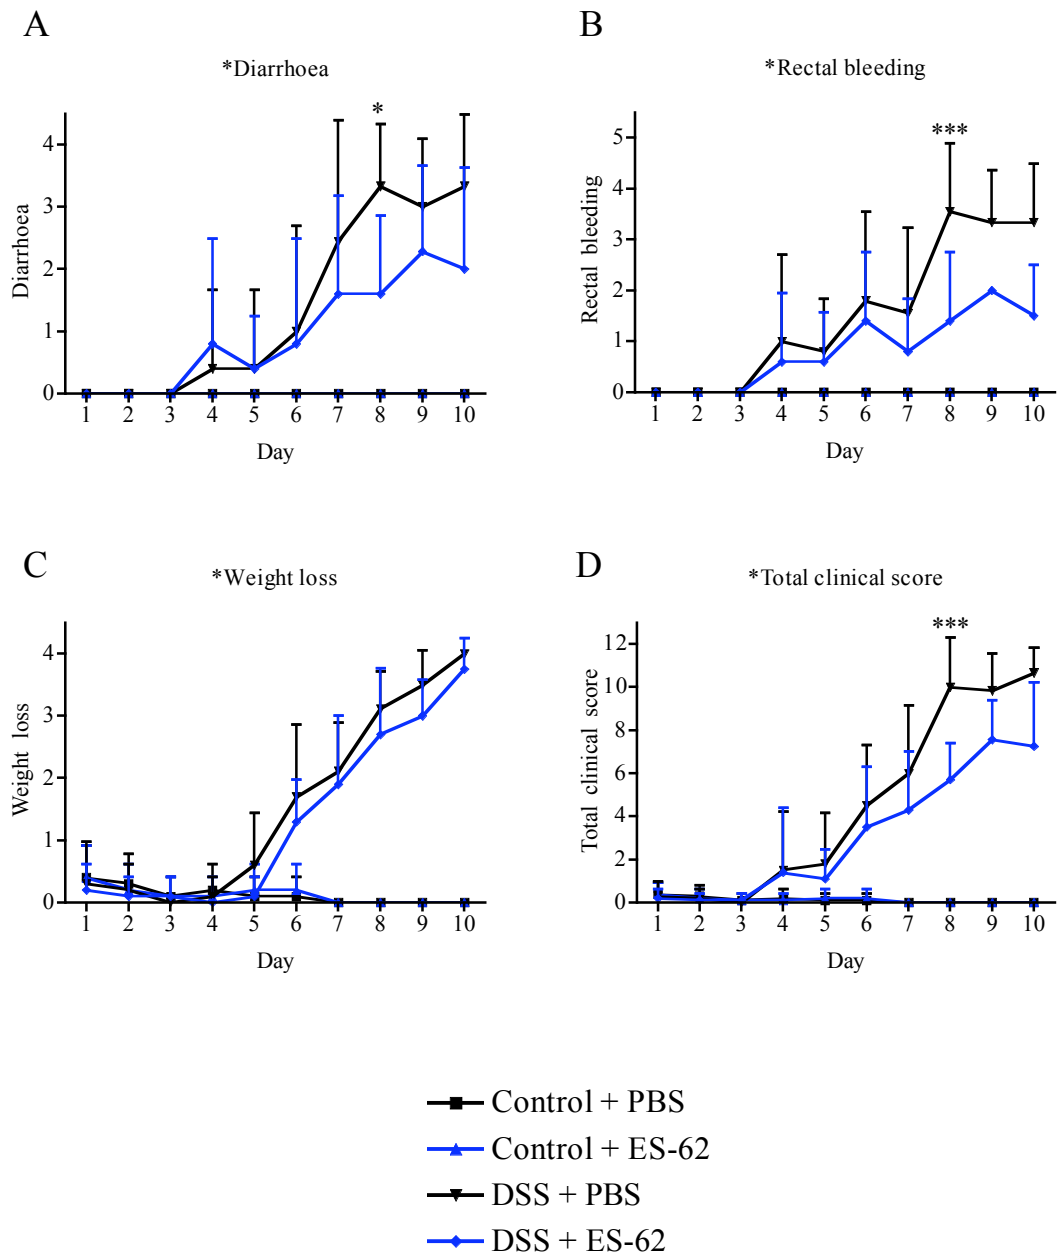 A
*Diarrhoea
*
4
3
2
1
0
Diarrhoea
1 2 3 4 5 6 7 8 9 10
Day
B
*Rectal bleeding
***
5
4
3
2
1
0
Rectal bleeding
1 2 3 4 5 6 7 8 9 10
Day
C
*Weight loss
4
3
2
1
0
Weight loss
1 2 3 4 5 6 7 8 9 10
Day
D
*Total clinical score
***
12
10
8
6
4
2
0
Total clinical score
1 2 3 4 5 6 7 8 9 10
Day
Control + PBS
Control + ES-62
DSS + PBS
DSS + ES-62